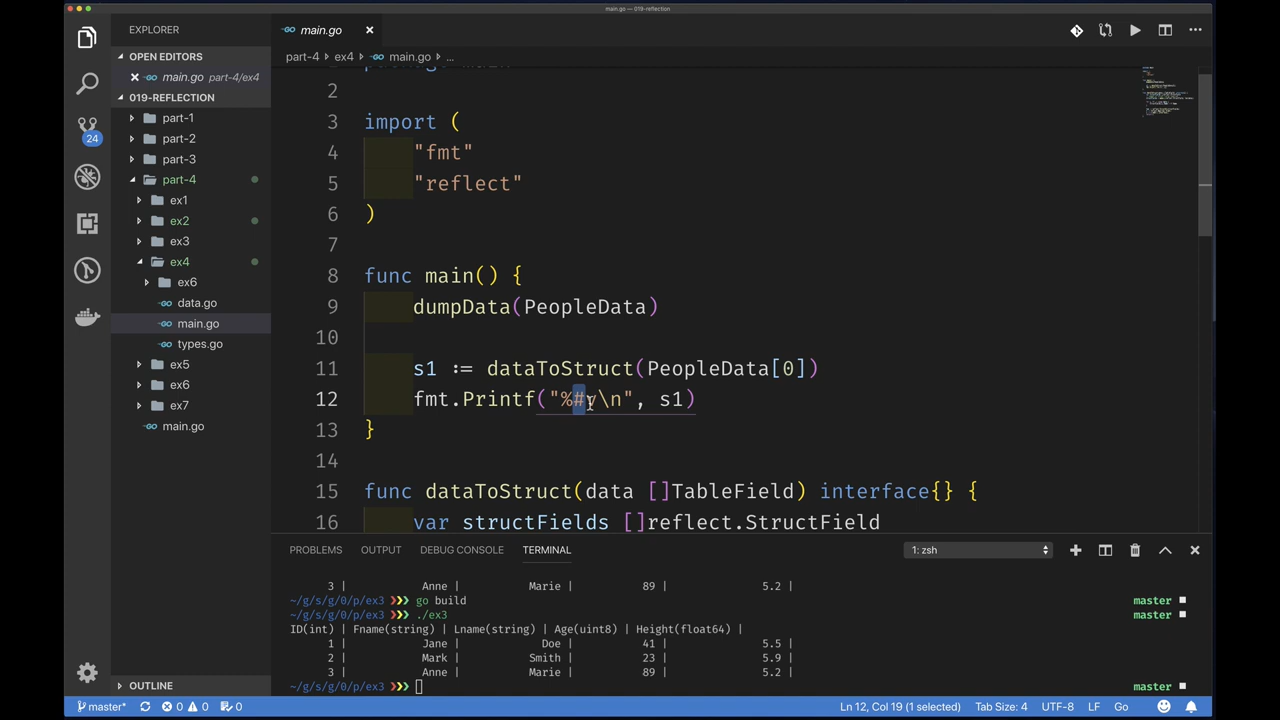 main.go — 019-reflection
EXPLORER
main.go
OPEN EDITORS
main.go part-4/ex4
019-REFLECTION
part-1
part-2
part-3
part-4
ex1
ex2
ex3
ex4
ex6
data.go
main.go
types.go
ex5
ex6
ex7
main.go
OUTLINE
24
part-4 > ex4 > main.go > ...
2
3 import (
4 "fmt"
5 "reflect"
6 )
7
8 func main() {
9 dumpData(PeopleData)
10
11 s1 := dataToStruct(PeopleData[0])
12 fmt.Printf("%#v\n", s1)
13 }
14
15 func dataToStruct(data []TableField) interface{} {
16 var structFields []reflect.StructField
PROBLEMS OUTPUT DEBUG CONSOLE TERMINAL 1: zsh
3 | Anne | Marie | 89 | 5.2 |
~/g/s/g/0/p/ex3 ❯❯❯ go build master
~/g/s/g/0/p/ex3 ❯❯❯ ./ex3 master
ID(int) | Fname(string) | Lname(string) | Age(uint8) | Height(float64) |
1 | Jane | Doe | 41 | 5.5 |
2 | Mark | Smith | 23 | 5.9 |
3 | Anne | Marie | 89 | 5.2 |
~/g/s/g/0/p/ex3 ❯❯❯ master
master* 0 0 0 Ln 12, Col 19 (1 selected) Tab Size: 4 UTF-8 LF Go